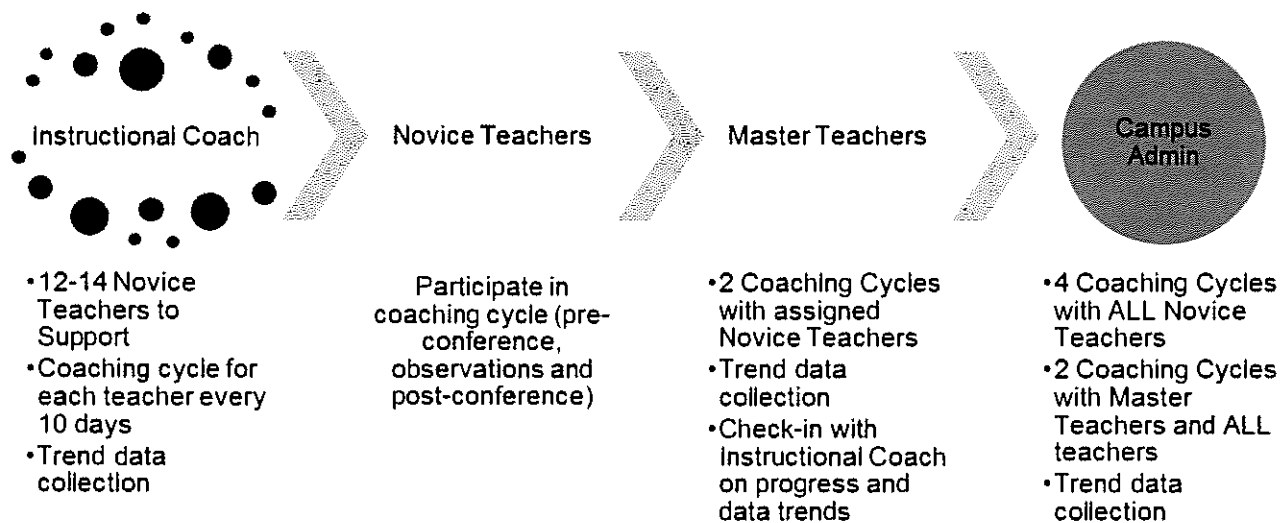 Instructional Coach
Novice Teachers
Master Teachers
Campus
Admin
•12-14 Novice
Teachers to
Support
•Coaching cycle for
each teacher every
10 days
•Trend data
collection
Participate in
coaching cycle (pre-
conference,
observations and
post-conference)
•2 Coaching Cycles
with assigned
Novice Teachers
•Trend data
collection
•Check-in with
Instructional Coach
on progress and
data trends
•4 Coaching Cycles
with ALL Novice
Teachers
•2 Coaching Cycles
with Master
Teachers and ALL
teachers
•Trend data
collection